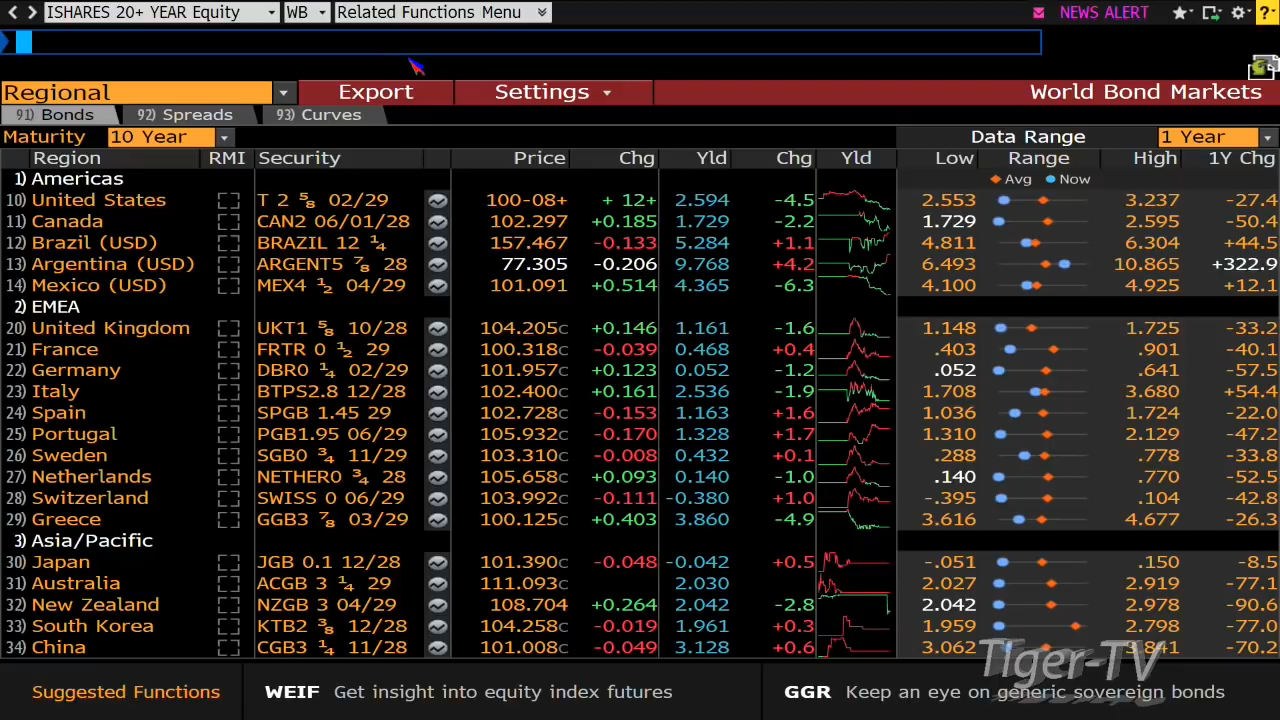 ISHARES 20+ YEAR Equity WB Related Functions Menu NEWS ALERT ?
Regional Export Settings World Bond Markets
91) Bonds 92) Spreads 93) Curves
Maturity 10 Year Data Range 1 Year
Region RMI Security Price Chg Yld Chg Yld Low Range High 1Y Chg
1) Americas Avg Now
10) United States T 2 ⅝ 02/29 100-08+ + 12+ 2.594 -4.5 2.553 3.237 -27.4
11) Canada CAN2 06/01/28 102.297 +0.185 1.729 -2.2 1.729 2.595 -50.4
12) Brazil (USD) BRAZIL 12 ¼ 157.467 -0.133 5.284 +1.1 4.811 6.304 +44.5
13) Argentina (USD) ARGENT5 ⅞ 28 77.305 -0.206 9.768 +4.2 6.493 10.865 +322.9
14) Mexico (USD) MEX4 ½ 04/29 101.091 +0.514 4.365 -6.3 4.100 4.925 +12.1
2) EMEA
20) United Kingdom UKT1 ⅝ 10/28 104.205c +0.146 1.161 -1.6 1.148 1.725 -33.2
21) France FRTR 0 ½ 29 100.318c -0.039 0.468 +0.4 .403 .901 -40.1
22) Germany DBR0 ¼ 02/29 101.957c +0.123 0.052 -1.2 .052 .641 -57.5
23) Italy BTPS2.8 12/28 102.400c +0.161 2.536 -1.9 1.708 3.680 +54.4
24) Spain SPGB 1.45 29 102.728c -0.153 1.163 +1.6 1.036 1.724 -22.0
25) Portugal PGB1.95 06/29 105.932c -0.170 1.328 +1.7 1.310 2.129 -47.2
26) Sweden SGB0 ¾ 11/29 103.310c -0.008 0.432 +0.1 .288 .778 -33.8
27) Netherlands NETHER0 ¾ 28 105.658c +0.093 0.140 -1.0 .140 .770 -52.5
28) Switzerland SWISS 0 06/29 103.992c -0.111 -0.380 +1.0 -.395 .104 -42.8
29) Greece GGB3 ⅞ 03/29 100.125c +0.403 3.860 -4.9 3.616 4.677 -26.3
3) Asia/Pacific
30) Japan JGB 0.1 12/28 101.390c -0.048 -0.042 +0.5 -.051 .150 -8.5
31) Australia ACGB 3 ¼ 29 111.093c 2.030 2.027 2.919 -77.1
32) New Zealand NZGB 3 04/29 108.704 +0.264 2.042 -2.8 2.042 2.978 -90.6
33) South Korea KTB2 ⅜ 12/28 104.258c -0.019 1.961 +0.3 1.959 2.798 -77.0
34) China CGB3 ¼ 11/28 101.008c -0.049 3.128 +0.6 3.062 3.841 -70.2
Tiger-TV
Suggested Functions WEIF Get insight into equity index futures GGR Keep an eye on generic sovereign bonds